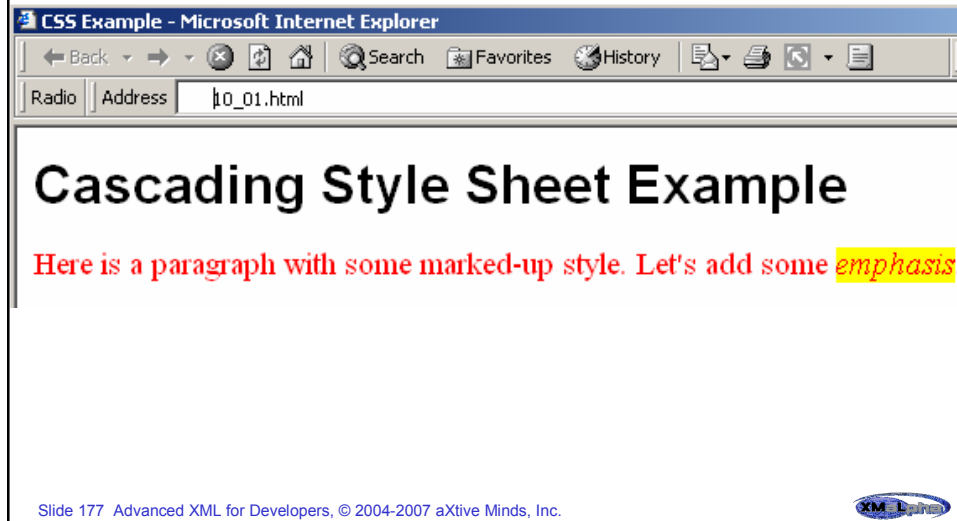 CSS Example - Microsoft Internet Explorer
Back Search Favorites History
Radio Address 10_01.html
Cascading Style Sheet Example
Here is a paragraph with some marked-up style. Let's add some emphasis
Slide 177 Advanced XML for Developers, © 2004-2007 aXtive Minds, Inc.